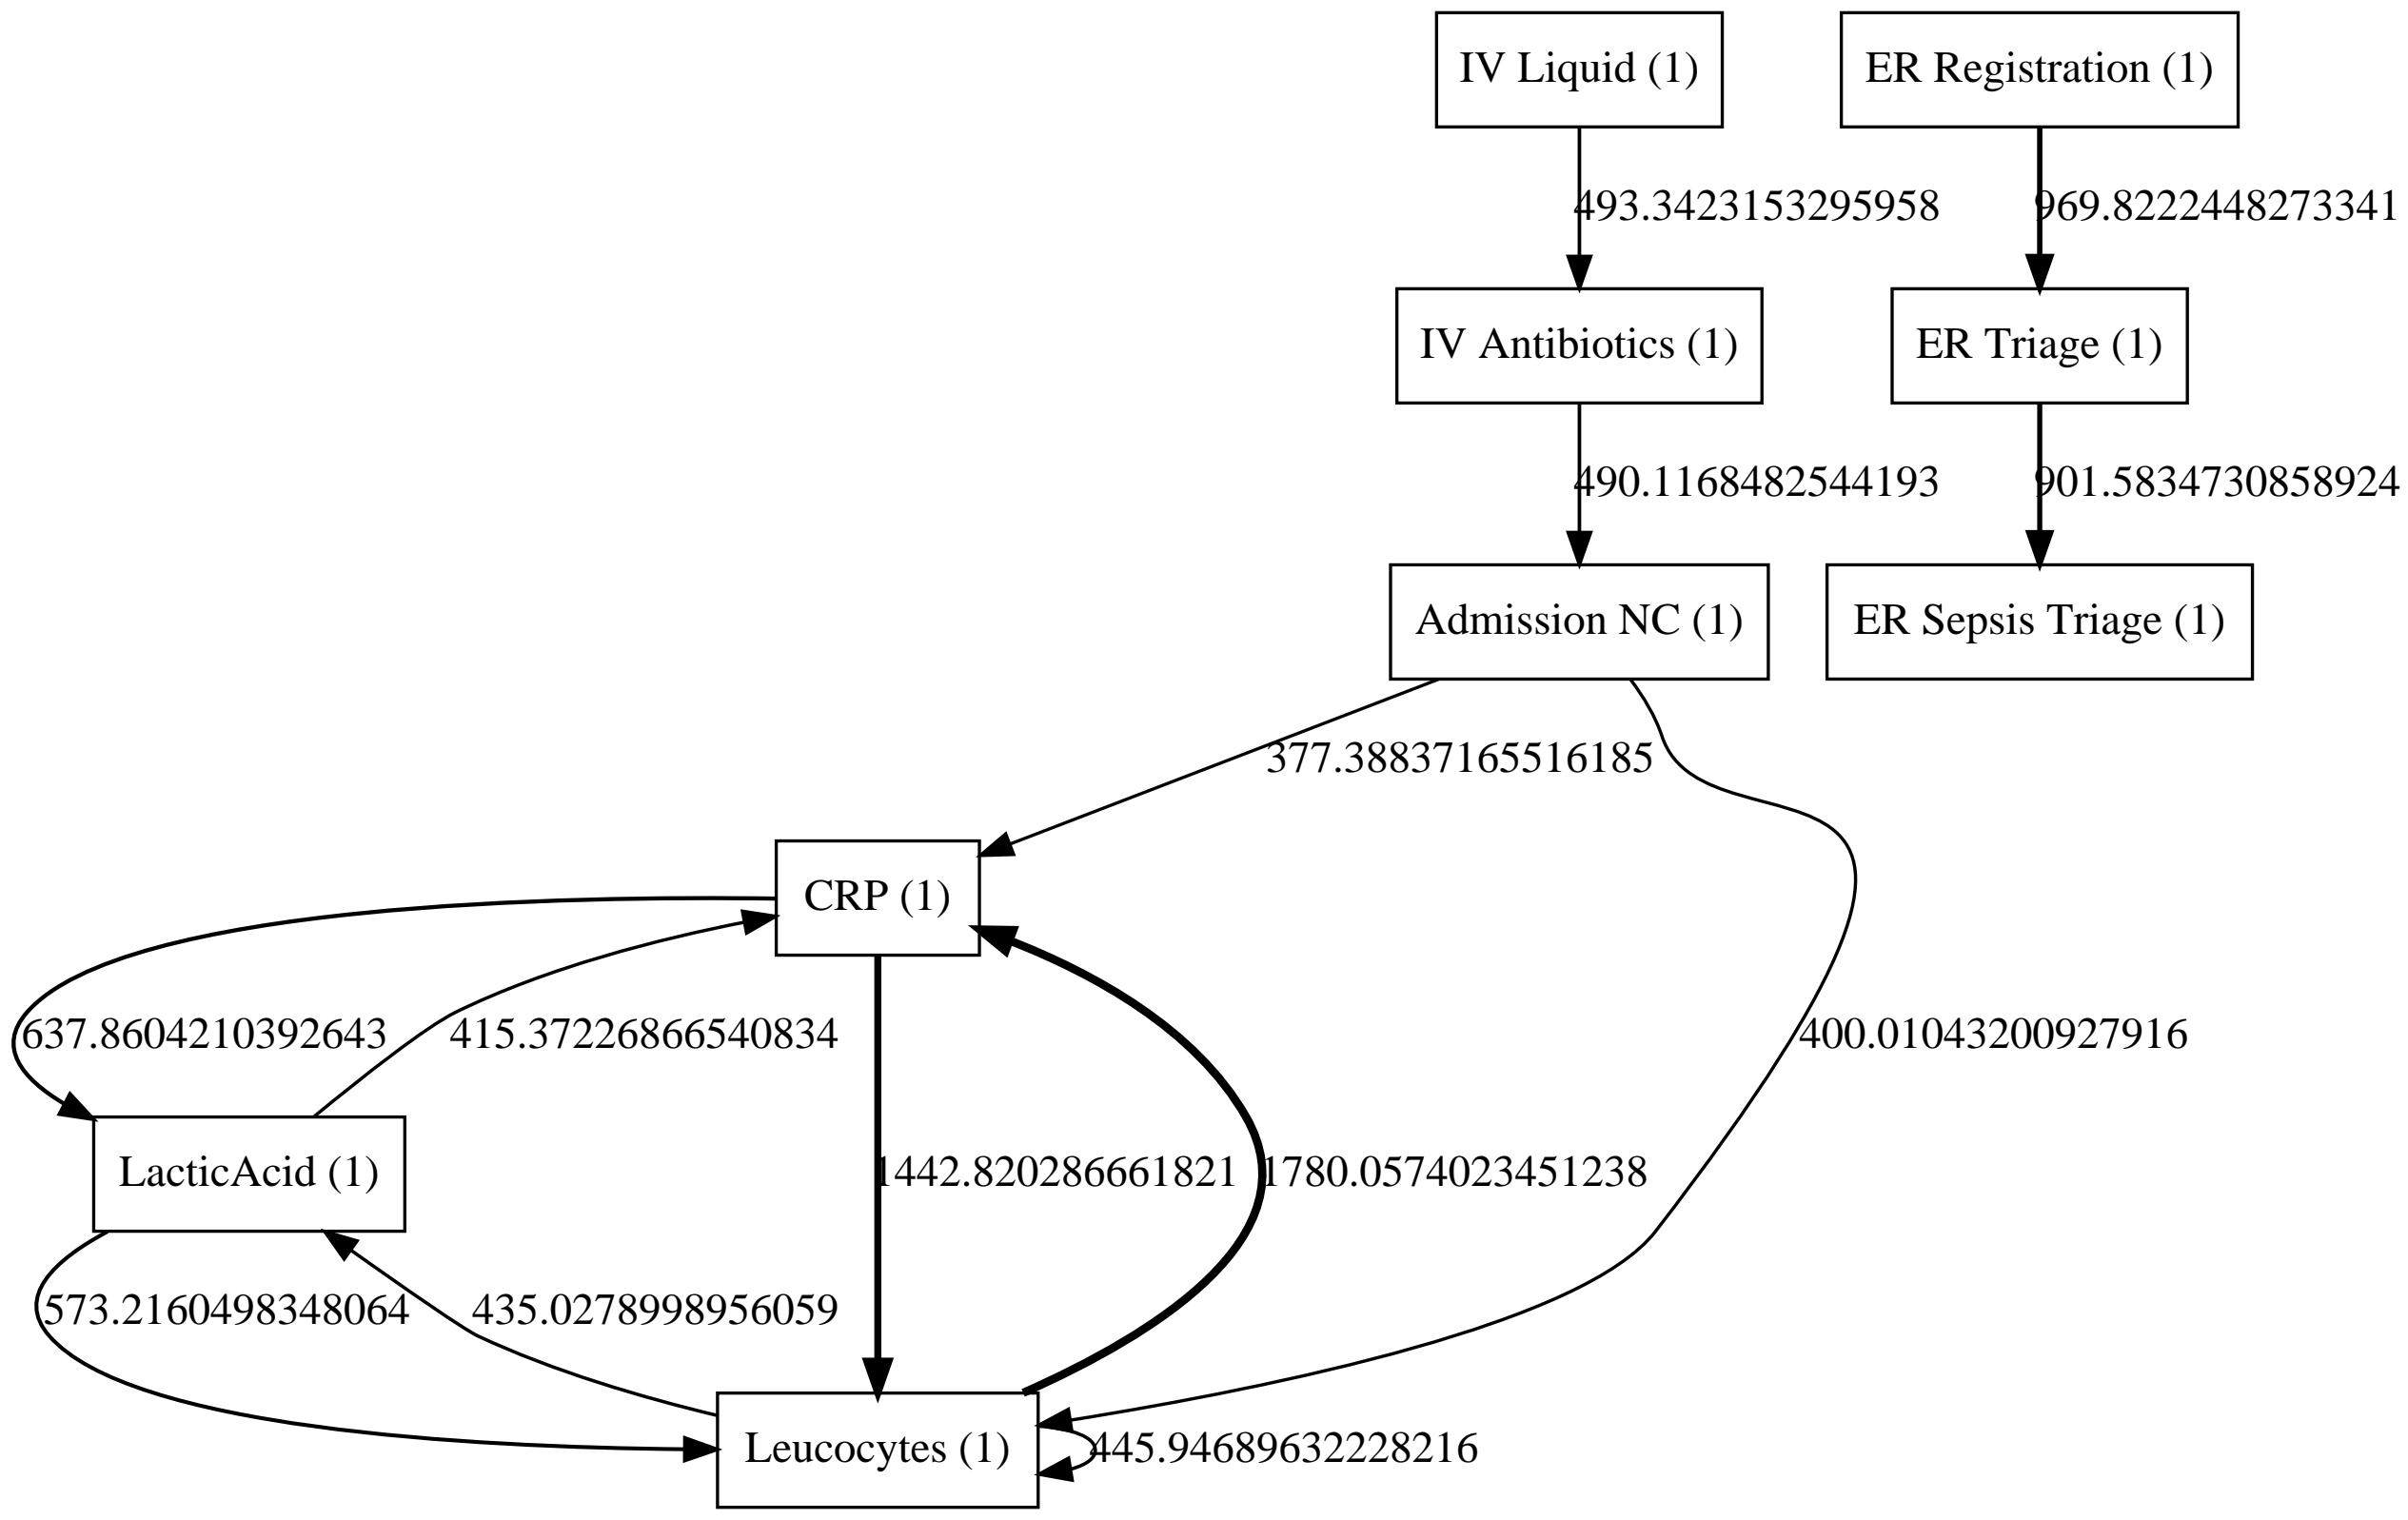 IV Liquid (1)
ER Registration (1)
493.3423153295958
969.8222448273341
IV Antibiotics (1)
ER Triage (1)
490.1168482544193
901.5834730858924
Admission NC (1)
ER Sepsis Triage (1)
377.38837165516185
CRP (1)
637.8604210392643
415.37226866540834
400.01043200927916
LacticAcid (1)
1442.820286661821
1780.0574023451238
573.2160498348064
435.0278998956059
Leucocytes (1)
445.94689632228216